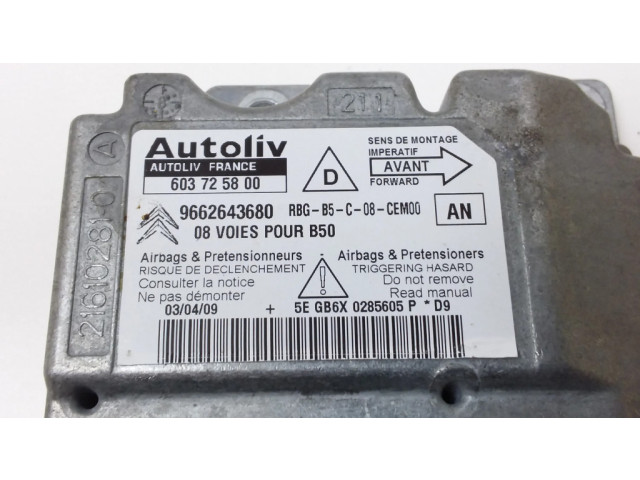 211
A
216102810
Autoliv
AUTOLIV FRANCE
603 72 58 00
D
SENS DE MONTAGE
IMPERATIF
AVANT
FORWARD
9662643680 RBG-B5-C-08-CEM00 AN
08 VOIES POUR B50
Airbags & Pretensionneurs
RISQUE DE DECLENCHEMENT
Consulter la notice
Ne pas démonter
!
Airbags & Pretensioners
TRIGGERING HASARD
Do not remove
Read manual
03/04/09 + 5E GB6X 0285605 P * D9